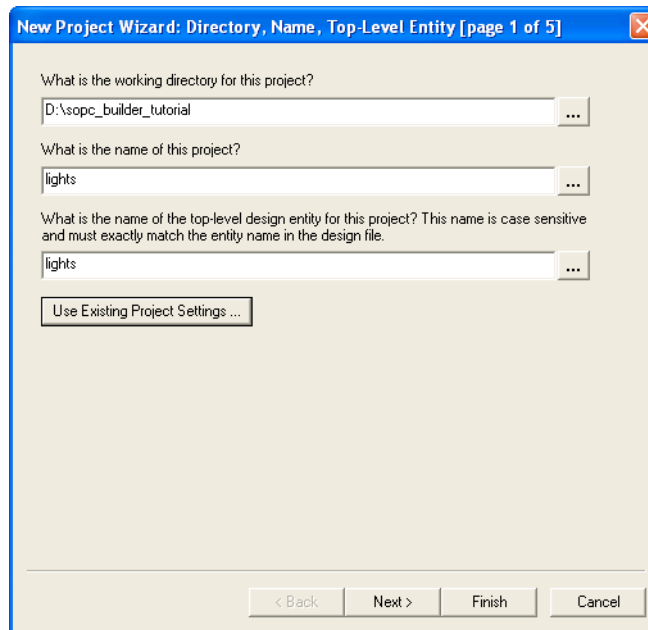 New Project Wizard: Directory, Name, Top-Level Entity [page 1 of 5]
What is the working directory for this project?
D:\sopc_builder_tutorial
...
What is the name of this project?
lights
...
What is the name of the top-level design entity for this project? This name is case sensitive
and must exactly match the entity name in the design file.
lights
...
Use Existing Project Settings ...
< Back
Next >
Finish
Cancel